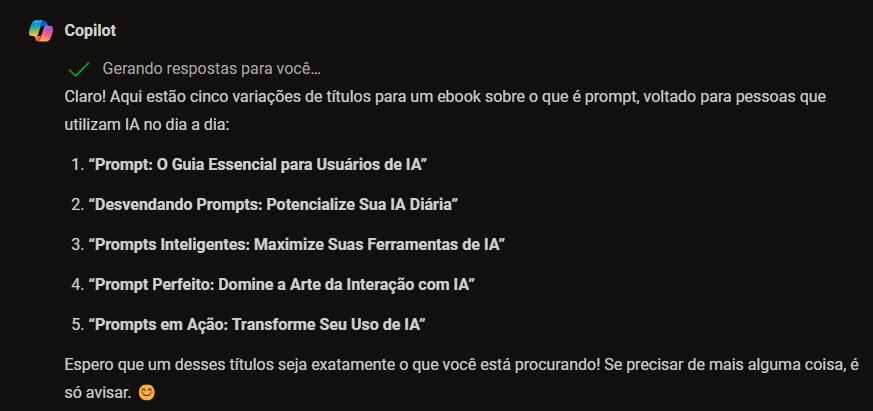 Copilot
Gerando respostas para você...
Claro! Aqui estão cinco variações de títulos para um ebook sobre o que é prompt, voltado para pessoas que
utilizam IA no dia a dia:
1. “Prompt: O Guia Essencial para Usuários de IA”
2. “Desvendando Prompts: Potencialize Sua IA Diária”
3. “Prompts Inteligentes: Maximize Suas Ferramentas de IA”
4. “Prompt Perfeito: Domine a Arte da Interação com IA”
5. “Prompts em Ação: Transforme Seu Uso de IA”
Espero que um desses títulos seja exatamente o que você está procurando! Se precisar de mais alguma coisa, é
só avisar. 😊